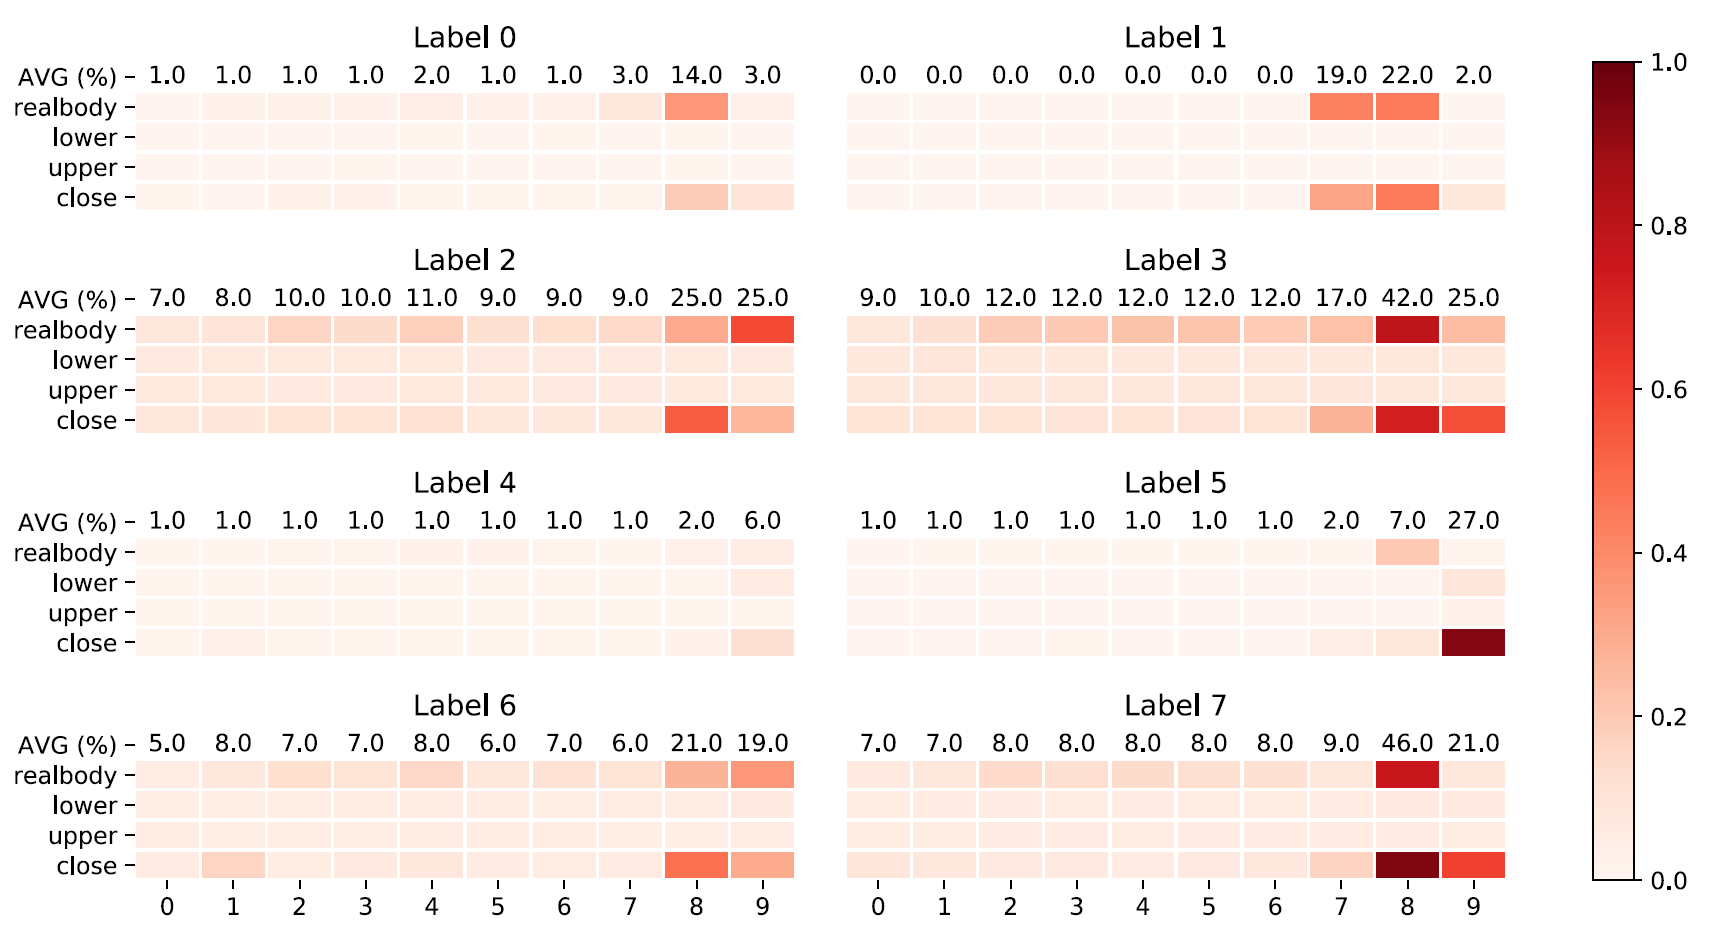 Label 0
AVG (%) 1.0 1.0 1.0 1.0 2.0 1.0 1.0 3.0 14.0 3.0
realbody
lower
upper
close
Label 1
0.0 0.0 0.0 0.0 0.0 0.0 0.0 19.0 22.0 2.0
Label 2
AVG (%) 7.0 8.0 10.0 10.0 11.0 9.0 9.0 9.0 25.0 25.0
realbody
lower
upper
close
Label 3
9.0 10.0 12.0 12.0 12.0 12.0 12.0 17.0 42.0 25.0
Label 4
AVG (%) 1.0 1.0 1.0 1.0 1.0 1.0 1.0 1.0 2.0 6.0
realbody
lower
upper
close
Label 5
1.0 1.0 1.0 1.0 1.0 1.0 1.0 2.0 7.0 27.0
Label 6
AVG (%) 5.0 8.0 7.0 7.0 8.0 6.0 7.0 6.0 21.0 19.0
realbody
lower
upper
close
0 1 2 3 4 5 6 7 8 9
Label 7
7.0 7.0 8.0 8.0 8.0 8.0 8.0 9.0 46.0 21.0
0 1 2 3 4 5 6 7 8 9
1.0
0.8
0.6
0.4
0.2
0.0